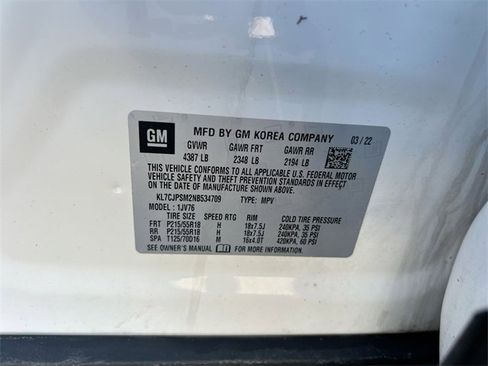 GM
MFD BY GM KOREA COMPANY 03/22
GVWR GAWR FRT GAWR RR
4387 LB 2348 LB 2194 LB
THIS VEHICLE CONFORMS TO ALL APPLICABLE U.S. FEDERAL MOTOR
VEHICLE SAFETY AND THEFT PREVENTION STANDARDS IN EFFECT ON
THE DATE OF MANUFACTURE SHOWN ABOVE.
KL7CJPSM2NB534709 TYPE: MPV
MODEL: 1JV76
TIRE SIZE SPEED RTG RIM COLD TIRE PRESSURE
FRT P215/55R18 H 18x7.5J 240KPA, 35 PSI
RR P215/55R18 H 18x7.5J 240KPA, 35 PSI
SPA T125/70D16 M 16x4.0T 420KPA, 60 PSI
SEE OWNER'S MANUAL FOR MORE INFORMATION.